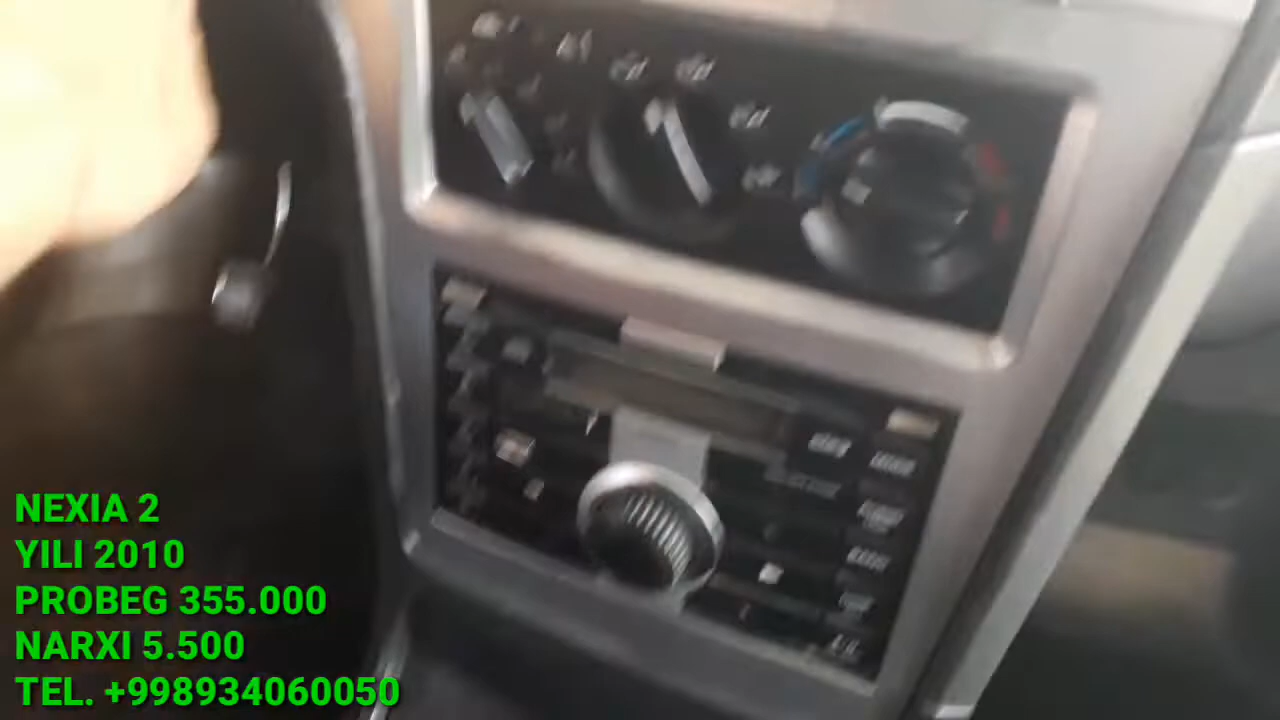 NEXIA 2
YILI 2010
PROBEG 355.000
NARXI 5.500
TEL. +998934060050